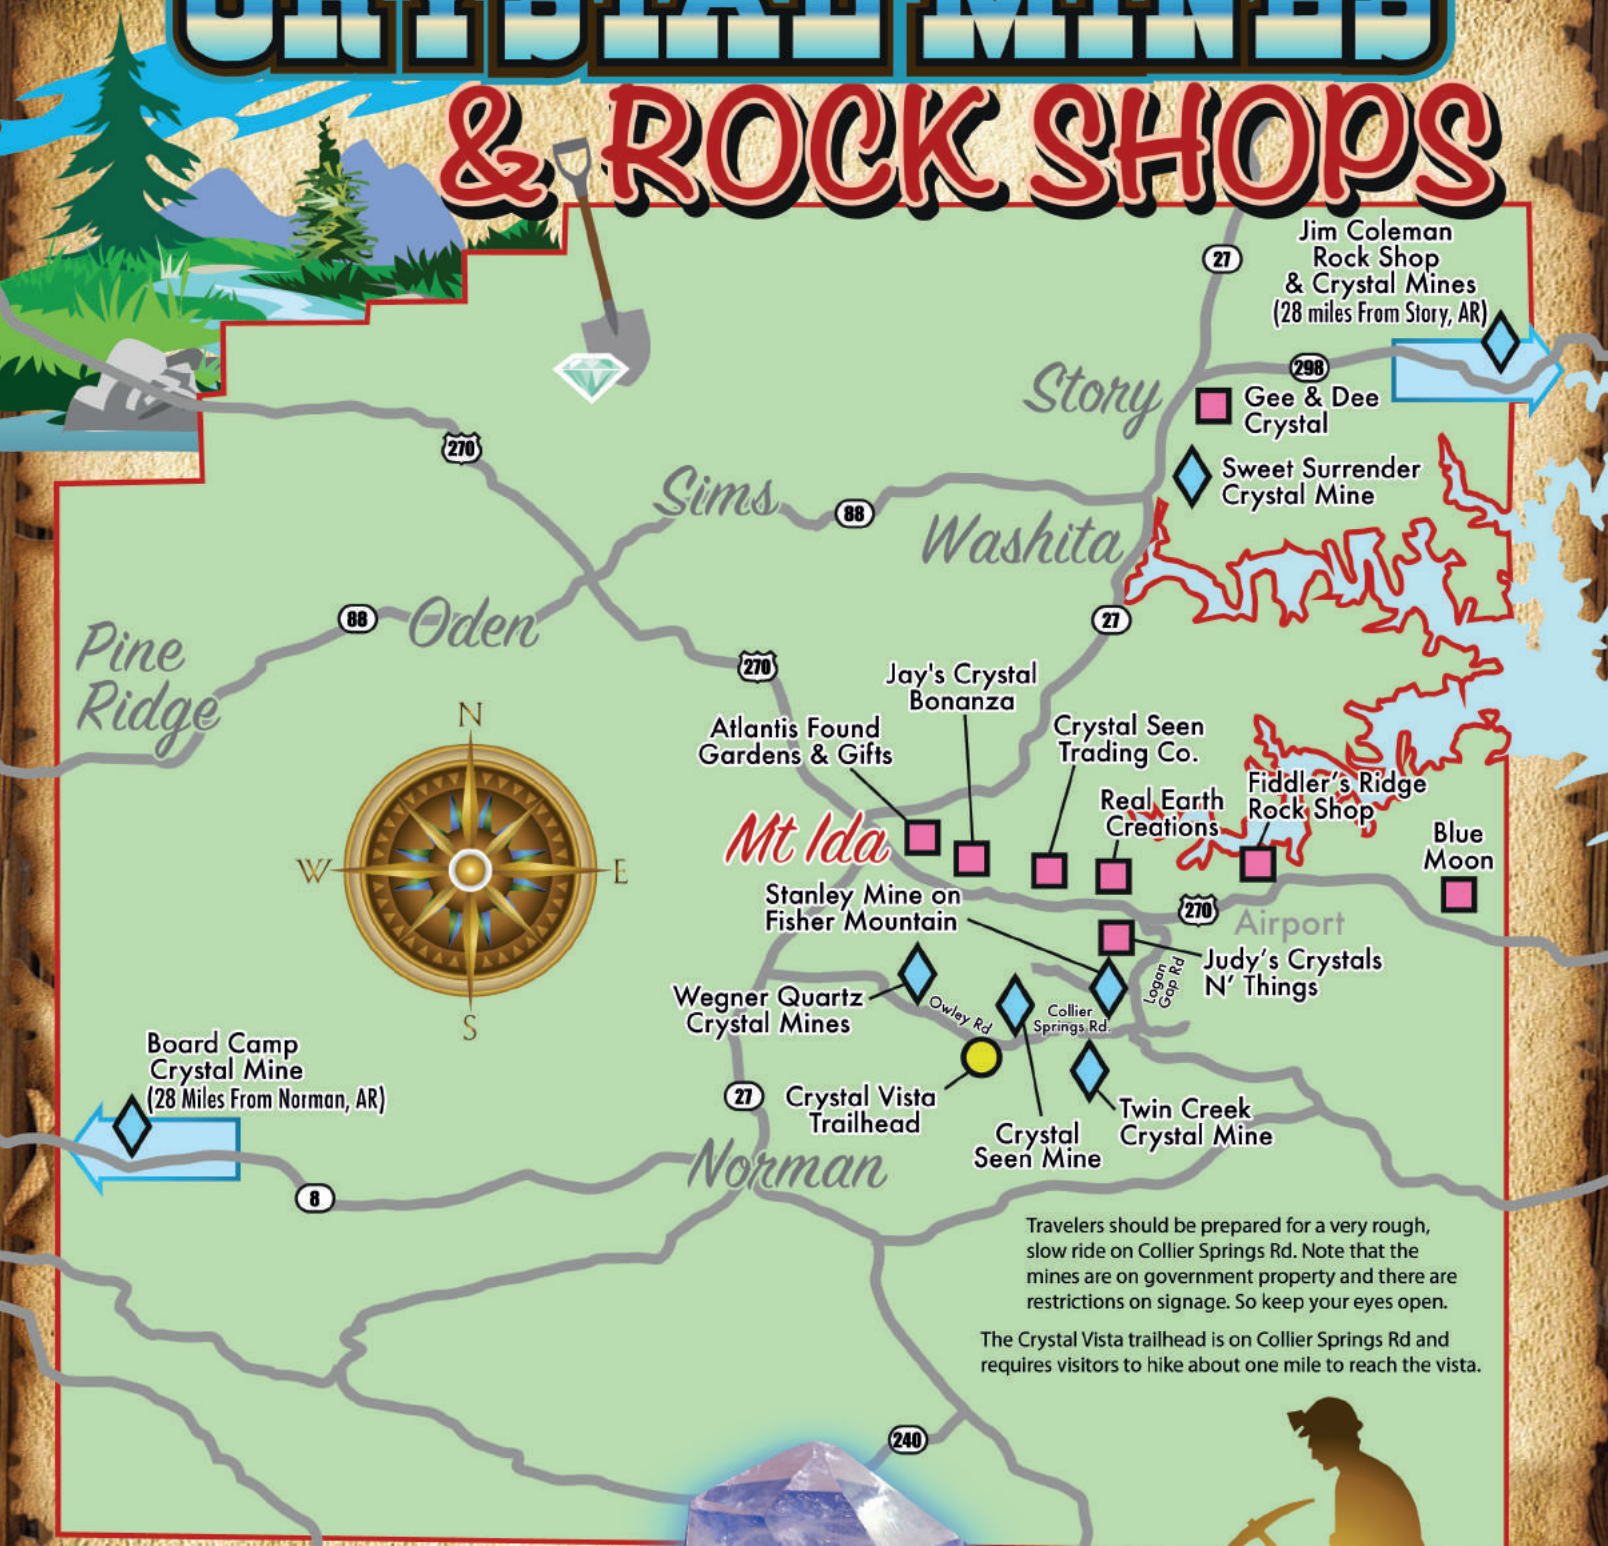 CRYSTAL MINES
& ROCK SHOPS
Jim Coleman
Rock Shop
& Crystal Mines
(28 miles From Story, AR)
27
298
Story
Gee & Dee
Crystal
270
Sweet Surrender
Crystal Mine
Sims
88
Washita
88
Oden
27
Pine
Ridge
270
Jay's Crystal
Bonanza
N
Atlantis Found
Gardens & Gifts
Crystal Seen
Trading Co.
Fiddler's Ridge
Rock Shop
Real Earth
Creations
Mt Ida
Blue
Moon
W
E
Stanley Mine on
Fisher Mountain
270
Airport
Judy's Crystals
N' Things
Logan
Gap Rd
Wegner Quartz
Crystal Mines
Owley Rd
Collier
Springs Rd.
S
Board Camp
Crystal Mine
(28 Miles From Norman, AR)
27
Crystal Vista
Trailhead
Twin Creek
Crystal Mine
Crystal
Seen Mine
Norman
8
Travelers should be prepared for a very rough,
slow ride on Collier Springs Rd. Note that the
mines are on government property and there are
restrictions on signage. So keep your eyes open.
The Crystal Vista trailhead is on Collier Springs Rd and
requires visitors to hike about one mile to reach the vista.
240